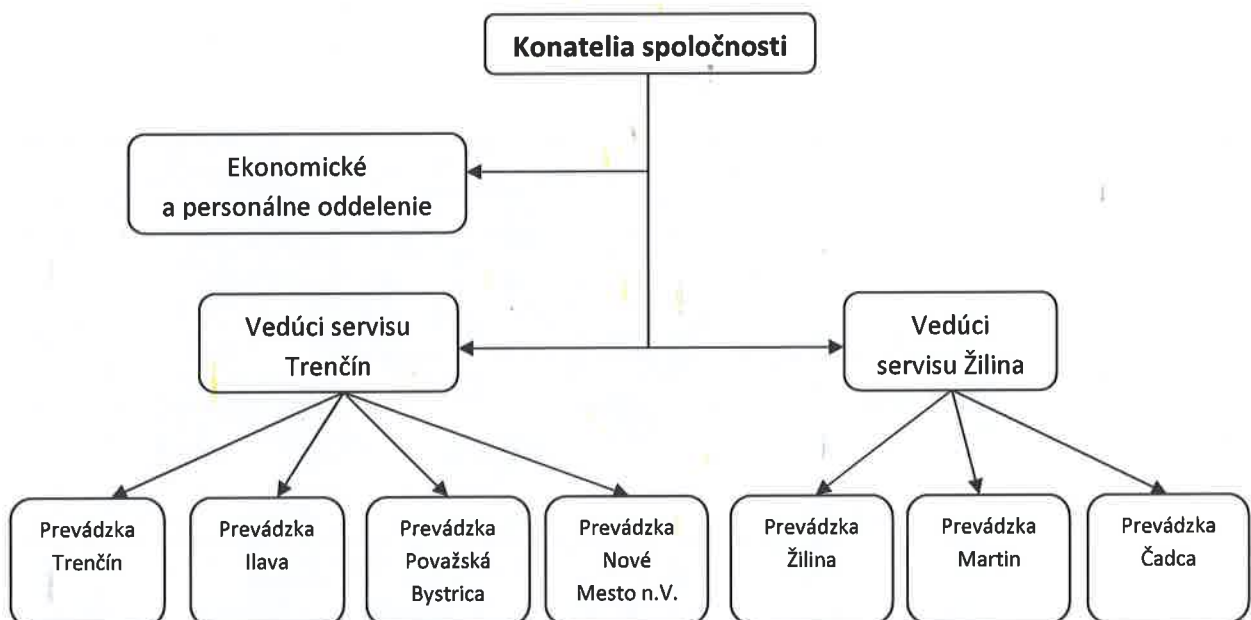 Konatelia spoločnosti
Ekonomické
a personálne oddelenie
Vedúci servisu
Trenčín
Vedúci
servisu Žilina
Prevádzka
Trenčín
Prevádzka
Ilava
Prevádzka
Považská
Bystrica
Prevádzka
Nové
Mesto n.V.
Prevádzka
Žilina
Prevádzka
Martin
Prevádzka
Čadca